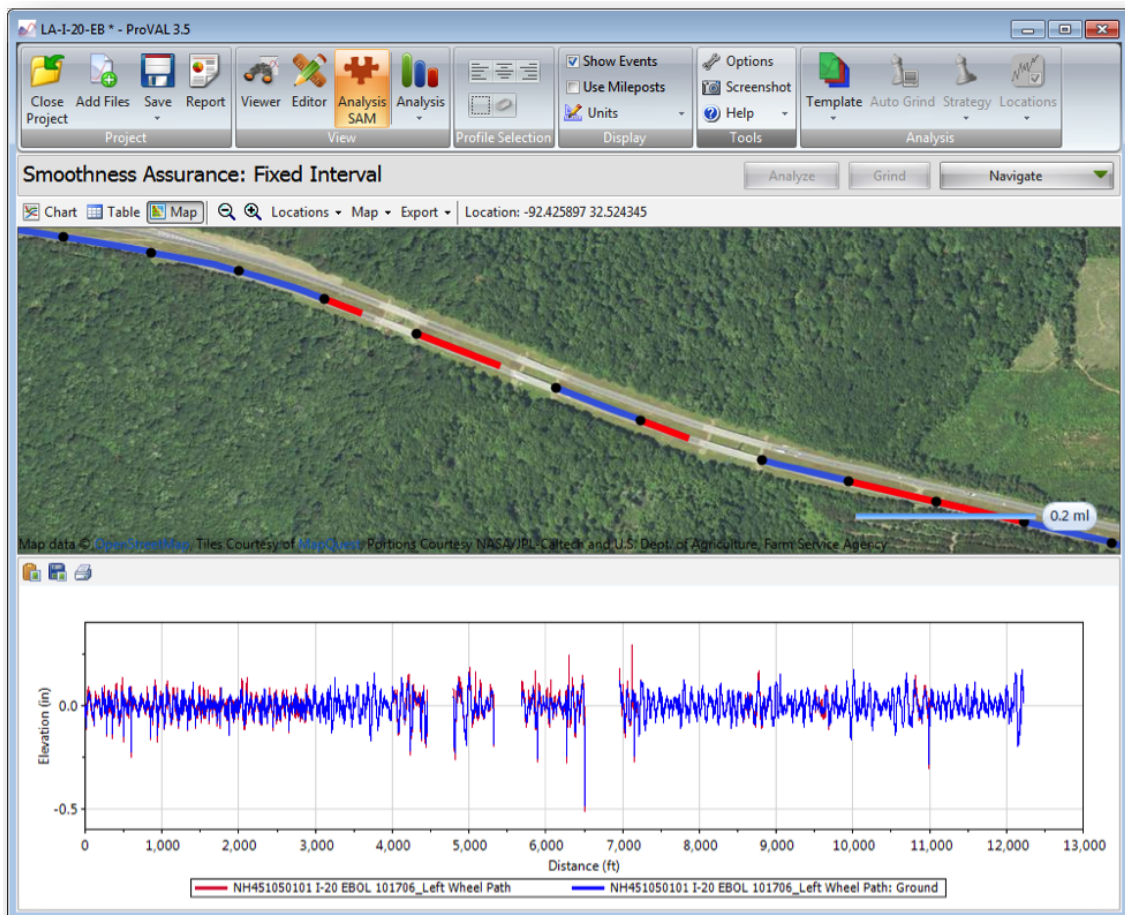 LA-I-20-EB * - ProVAL 3.5
Close Project Add Files Save Report Viewer Editor Analysis SAM Analysis
Show Events
Use Mileposts
Units
Options
Screenshot
Help
Template Auto Grind Strategy Locations
Project View Profile Selection Display Tools Analysis
Smoothness Assurance: Fixed Interval Analyze Grind Navigate
Chart Table Map Locations Map Export Location: -92.425897 32.524345
0.2 ml
Map data © OpenStreetMap, Tiles Courtesy of MapQuest, Portions Courtesy NASA/JPL-Caltech and U.S. Dept. of Agriculture, Farm Service Agency
Elevation (in)
0.0
-0.5
0 1,000 2,000 3,000 4,000 5,000 6,000 7,000 8,000 9,000 10,000 11,000 12,000 13,000
Distance (ft)
NH451050101 I-20 EBOL 101706_Left Wheel Path NH451050101 I-20 EBOL 101706_Left Wheel Path: Ground